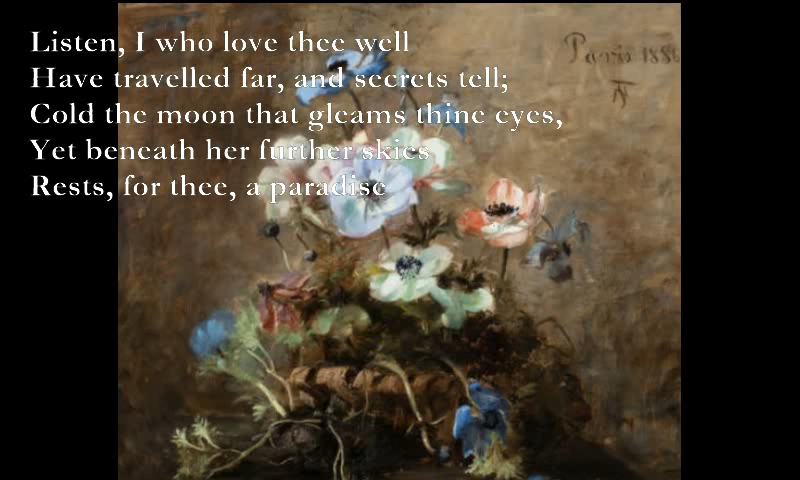 Listen, I who love thee well
Have travelled far, and secrets tell;
Cold the moon that gleams thine eyes,
Yet beneath her further skies
Rests, for thee, a paradise
Paris 1886